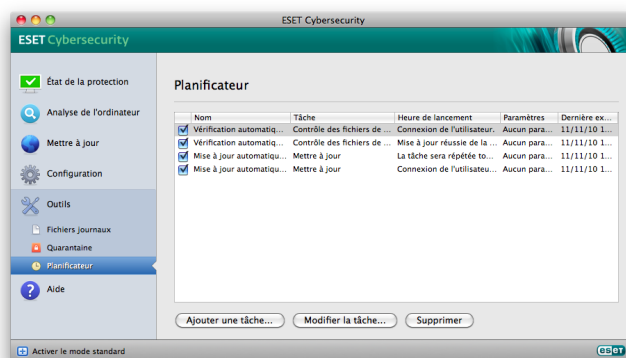 ESET Cybersecurity
ESET Cybersecurity
État de la protection
Analyse de l'ordinateur
Mettre à jour
Configuration
Outils
Fichiers journaux
Quarantaine
Planificateur
Aide
Activer le mode standard
Planificateur
Nom Tâche Heure de lancement Paramètres Dernière ex...
Vérification automatiq... Contrôle des fichiers de ... Connexion de l'utilisateur. Aucun para... 11/11/10 1...
Vérification automatiq... Contrôle des fichiers de ... Mise à jour réussie de la ... Aucun para... 11/11/10 1...
Mise à jour automatiqu... Mettre à jour La tâche sera répétée to... Aucun para... 11/11/10 1...
Mise à jour automatiqu... Mettre à jour Connexion de l'utilisateu... Aucun para... 11/11/10 1...
Ajouter une tâche... Modifier la tâche... Supprimer
eseT